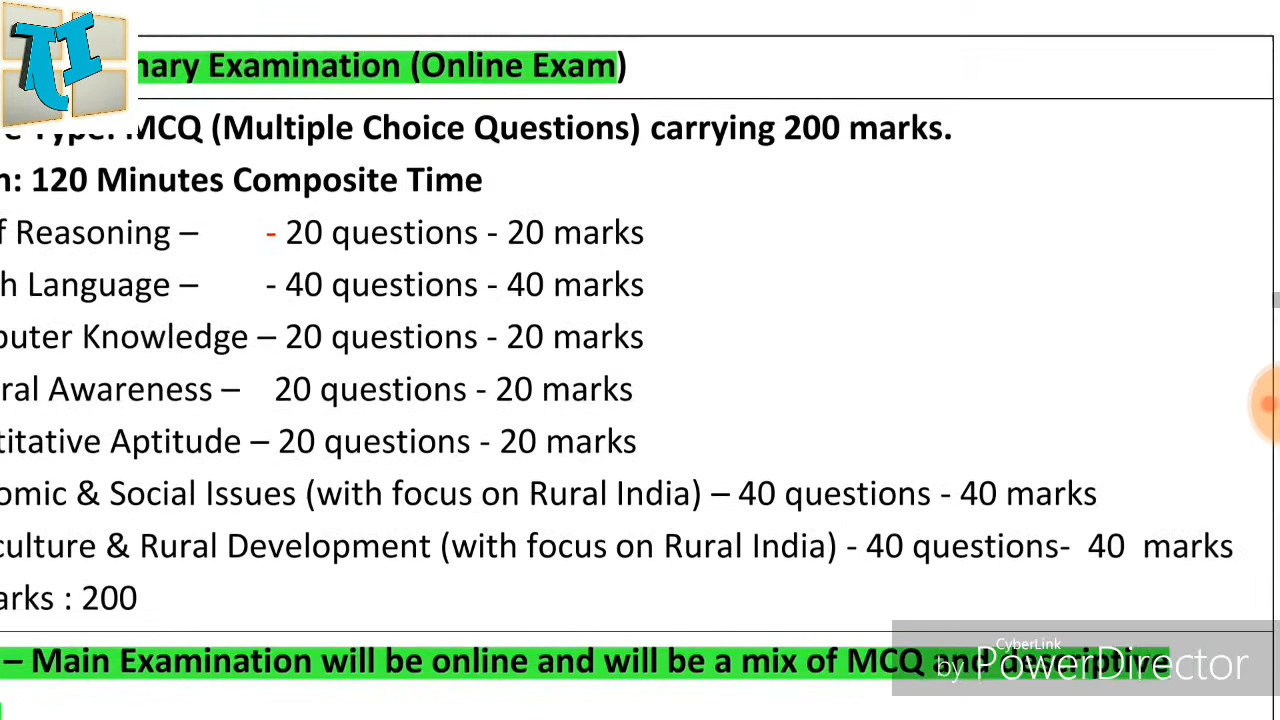 TI
nary Examination (Online Exam)
Type: MCQ (Multiple Choice Questions) carrying 200 marks.
n: 120 Minutes Composite Time
f Reasoning – - 20 questions - 20 marks
h Language – - 40 questions - 40 marks
puter Knowledge – 20 questions - 20 marks
ral Awareness – 20 questions - 20 marks
titative Aptitude – 20 questions - 20 marks
omic & Social Issues (with focus on Rural India) – 40 questions - 40 marks
culture & Rural Development (with focus on Rural India) - 40 questions- 40 marks
arks : 200
– Main Examination will be online and will be a mix of MCQ and descriptive
CyberLink
by PowerDirector